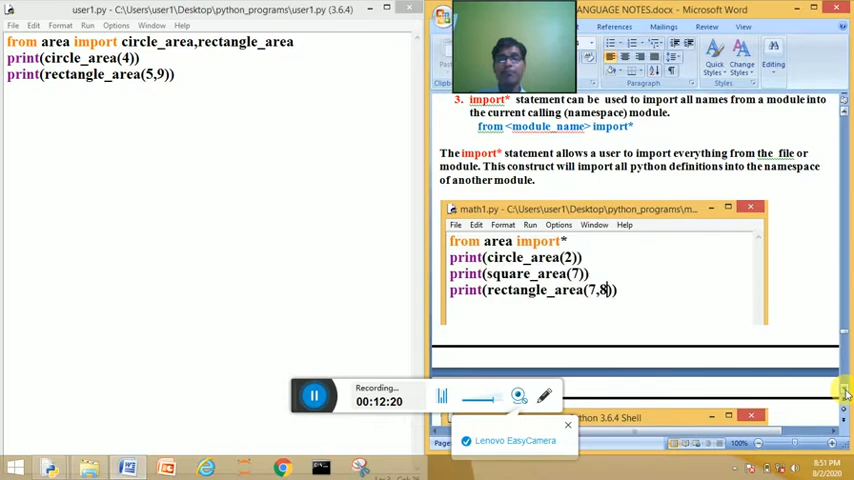 user1.py - C:\Users\user1\Desktop\python_programs\user1.py (3.6.4)
File Edit Format Run Options Window Help
from area import circle_area,rectangle_area
print(circle_area(4))
print(rectangle_area(5,9))
LANGUAGE NOTES.docx - Microsoft Word
References Mailings Review View
Quick Styles Change Styles Editing
Paragraph Styles
3. import* statement can be used to import all names from a module into
the current calling (namespace) module.
from <module_name> import*
The import* statement allows a user to import everything from the file or
module. This construct will import all python definitions into the namespace
of another module.
math1.py - C:\Users\user1\Desktop\python_programs\m...
File Edit Format Run Options Window Help
from area import*
print(circle_area(2))
print(square_area(7))
print(rectangle_area(7,8))
Recording...
00:12:20
Python 3.6.4 Shell
Lenovo EasyCamera
100%
8:51 PM
8/2/2020